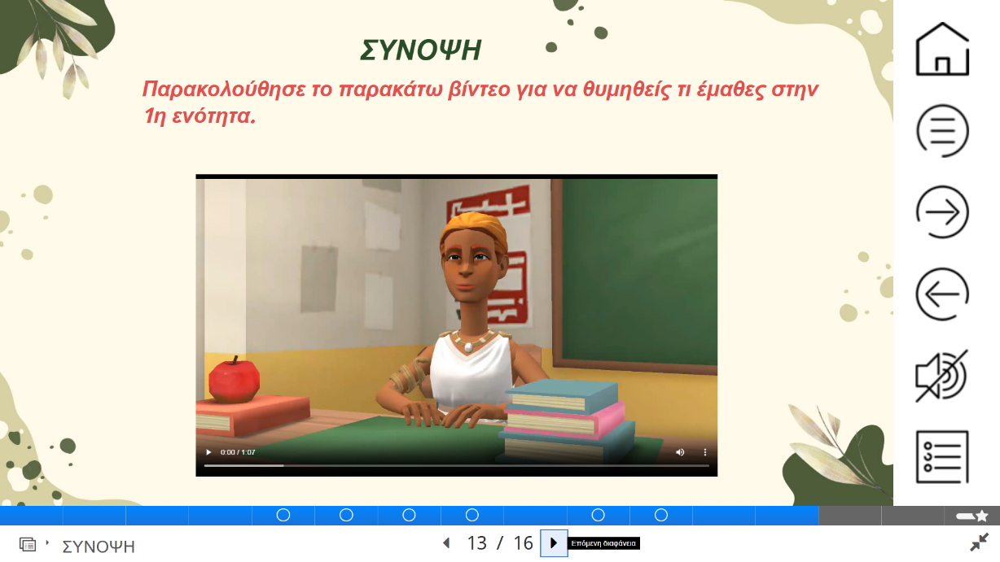 ΣΥΝΟΨΗ
Παρακολούθησε το παρακάτω βίντεο για να θυμηθείς τι έμαθες στην
1η ενότητα.
0:00 / 1:07
ΣΥΝΟΨΗ
13 / 16
Επόμενη διαφάνεια